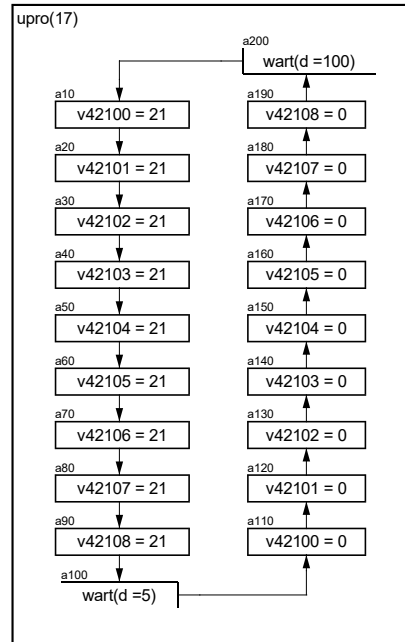 upro(17)
a200
wart(d =100)
a10
v42100 = 21
a20
v42101 = 21
a30
v42102 = 21
a40
v42103 = 21
a50
v42104 = 21
a60
v42105 = 21
a70
v42106 = 21
a80
v42107 = 21
a90
v42108 = 21
a100
wart(d =5)
a190
v42108 = 0
a180
v42107 = 0
a170
v42106 = 0
a160
v42105 = 0
a150
v42104 = 0
a140
v42103 = 0
a130
v42102 = 0
a120
v42101 = 0
a110
v42100 = 0